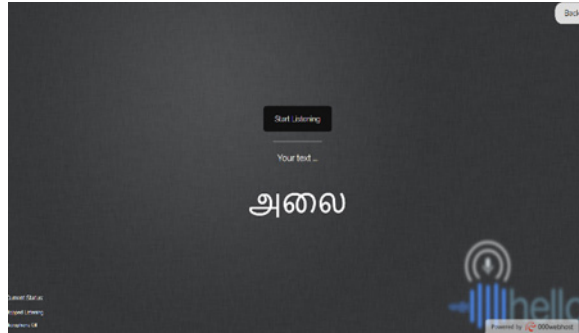 Back
Start Listening
Your text ...
அலை
Current Status:
Stopped Listening
hello
Powered by 000webhost